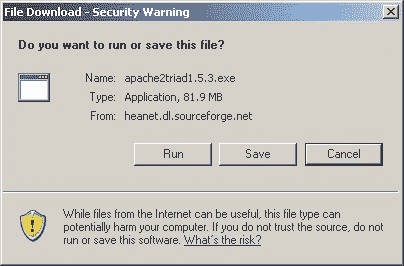 File Download - Security Warning
Do you want to run or save this file?
Name: apache2triad1.5.3.exe
Type: Application, 81.9 MB
From: heanet.dl.sourceforge.net
Run Save Cancel
While files from the Internet can be useful, this file type can
potentially harm your computer. If you do not trust the source, do not
run or save this software. What's the risk?